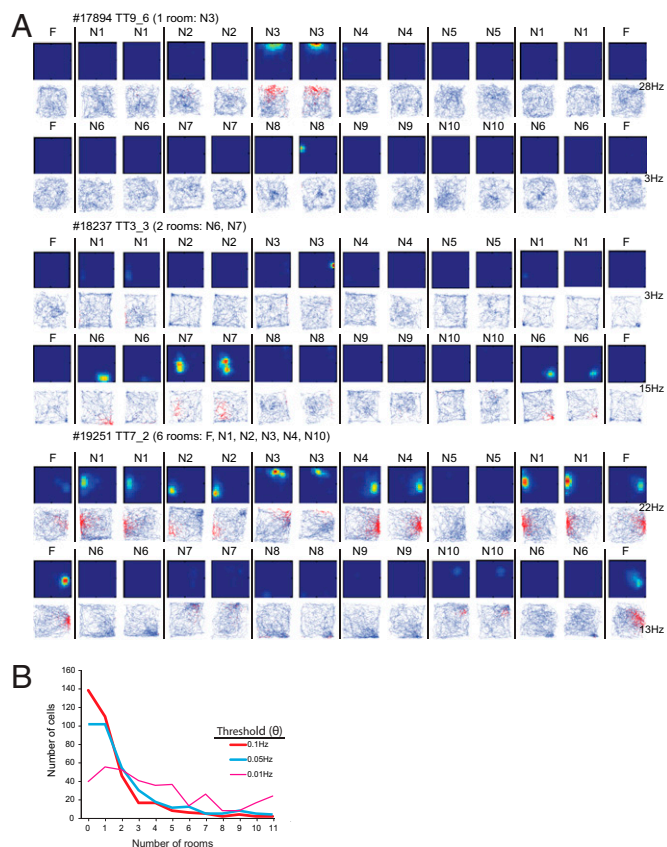 A
#17894 TT9_6 (1 room: N3)
F N1 N1 N2 N2 N3 N3 N4 N4 N5 N5 N1 N1 F
28Hz
F N6 N6 N7 N7 N8 N8 N9 N9 N10 N10 N6 N6 F
3Hz
#18237 TT3_3 (2 rooms: N6, N7)
F N1 N1 N2 N2 N3 N3 N4 N4 N5 N5 N1 N1 F
3Hz
F N6 N6 N7 N7 N8 N8 N9 N9 N10 N10 N6 N6 F
15Hz
#19251 TT7_2 (6 rooms: F, N1, N2, N3, N4, N10)
F N1 N1 N2 N2 N3 N3 N4 N4 N5 N5 N1 N1 F
22Hz
F N6 N6 N7 N7 N8 N8 N9 N9 N10 N10 N6 N6 F
13Hz
B
Number of cells
160
140
120
100
80
60
40
20
0
Threshold (θ)
0.1Hz
0.05Hz
0.01Hz
0 1 2 3 4 5 6 7 8 9 10 11
Number of rooms